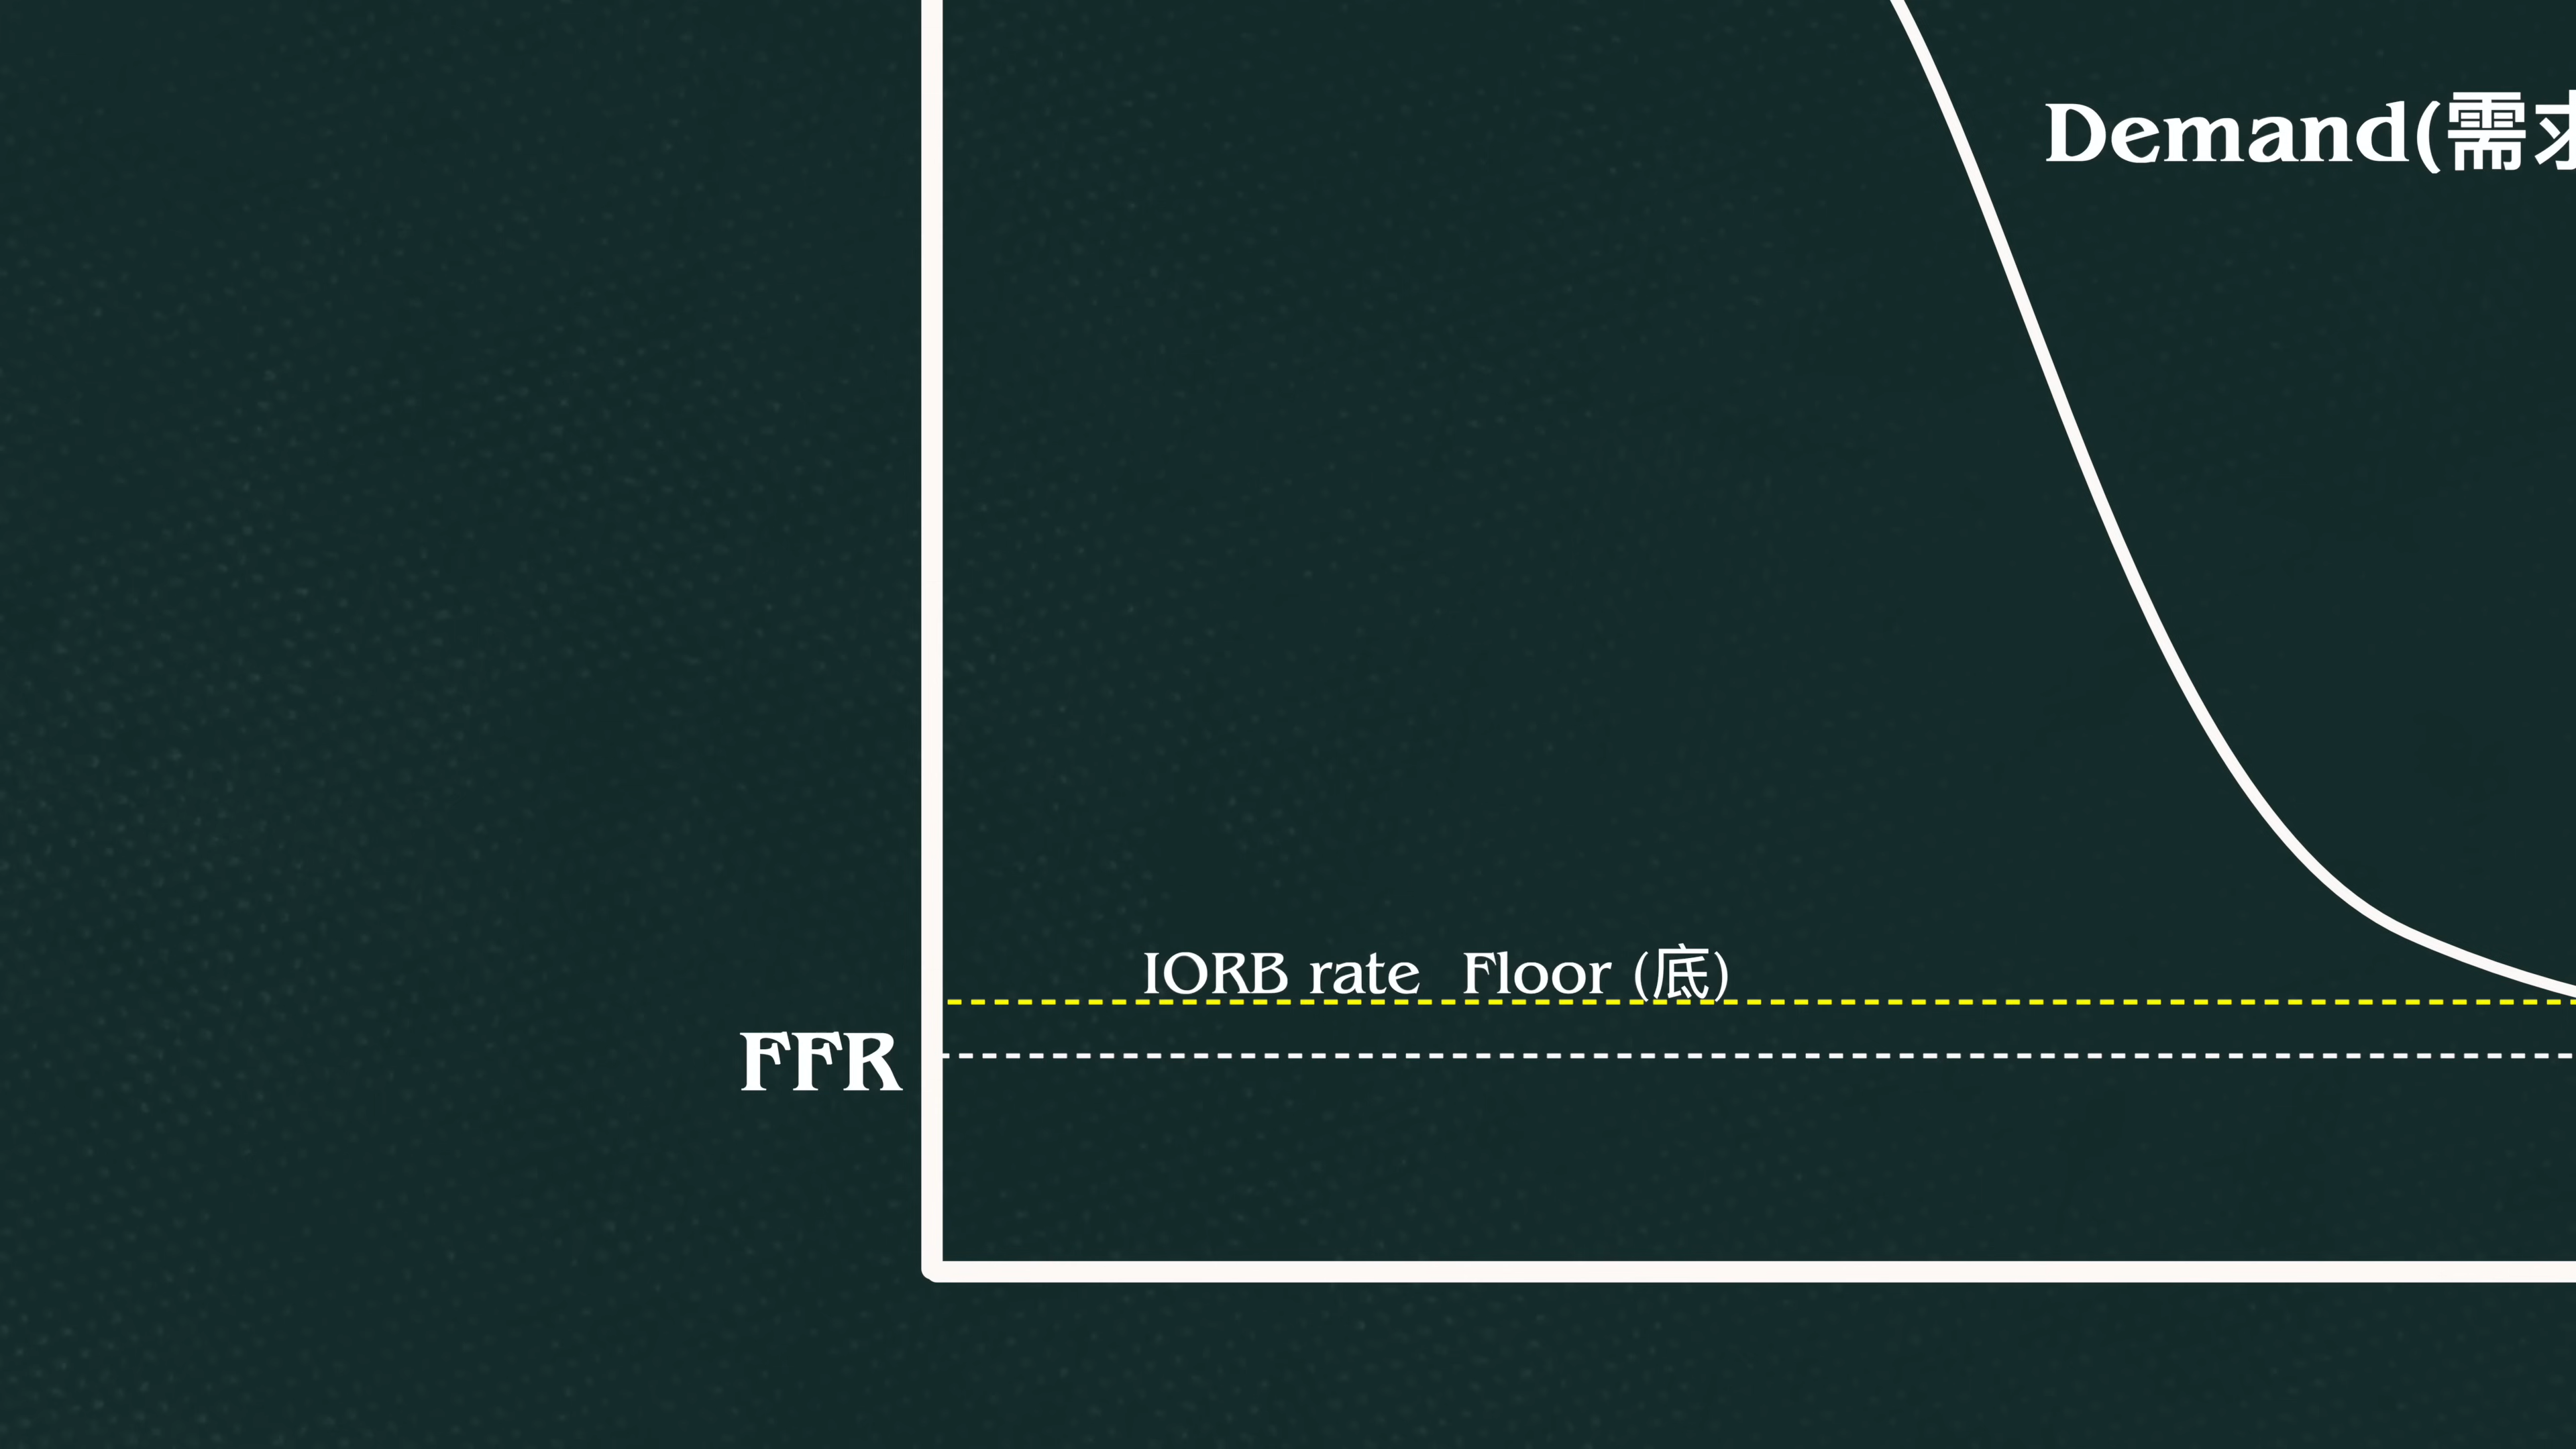 Demand(需
IORB rate Floor (底)
FFR